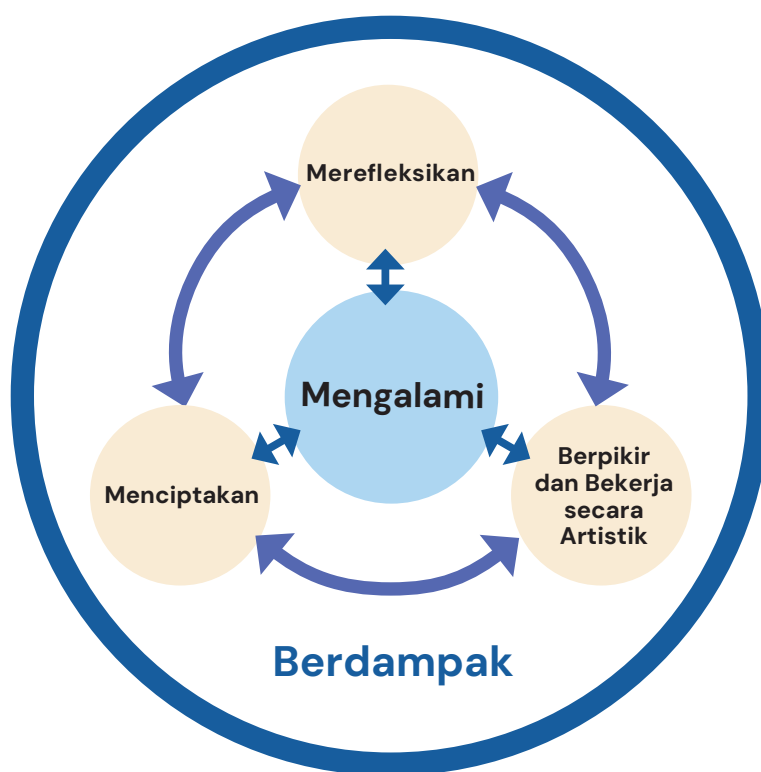 Merefleksikan
Mengalami
Menciptakan
Berpikir
dan Bekerja
secara
Artistik
Berdampak